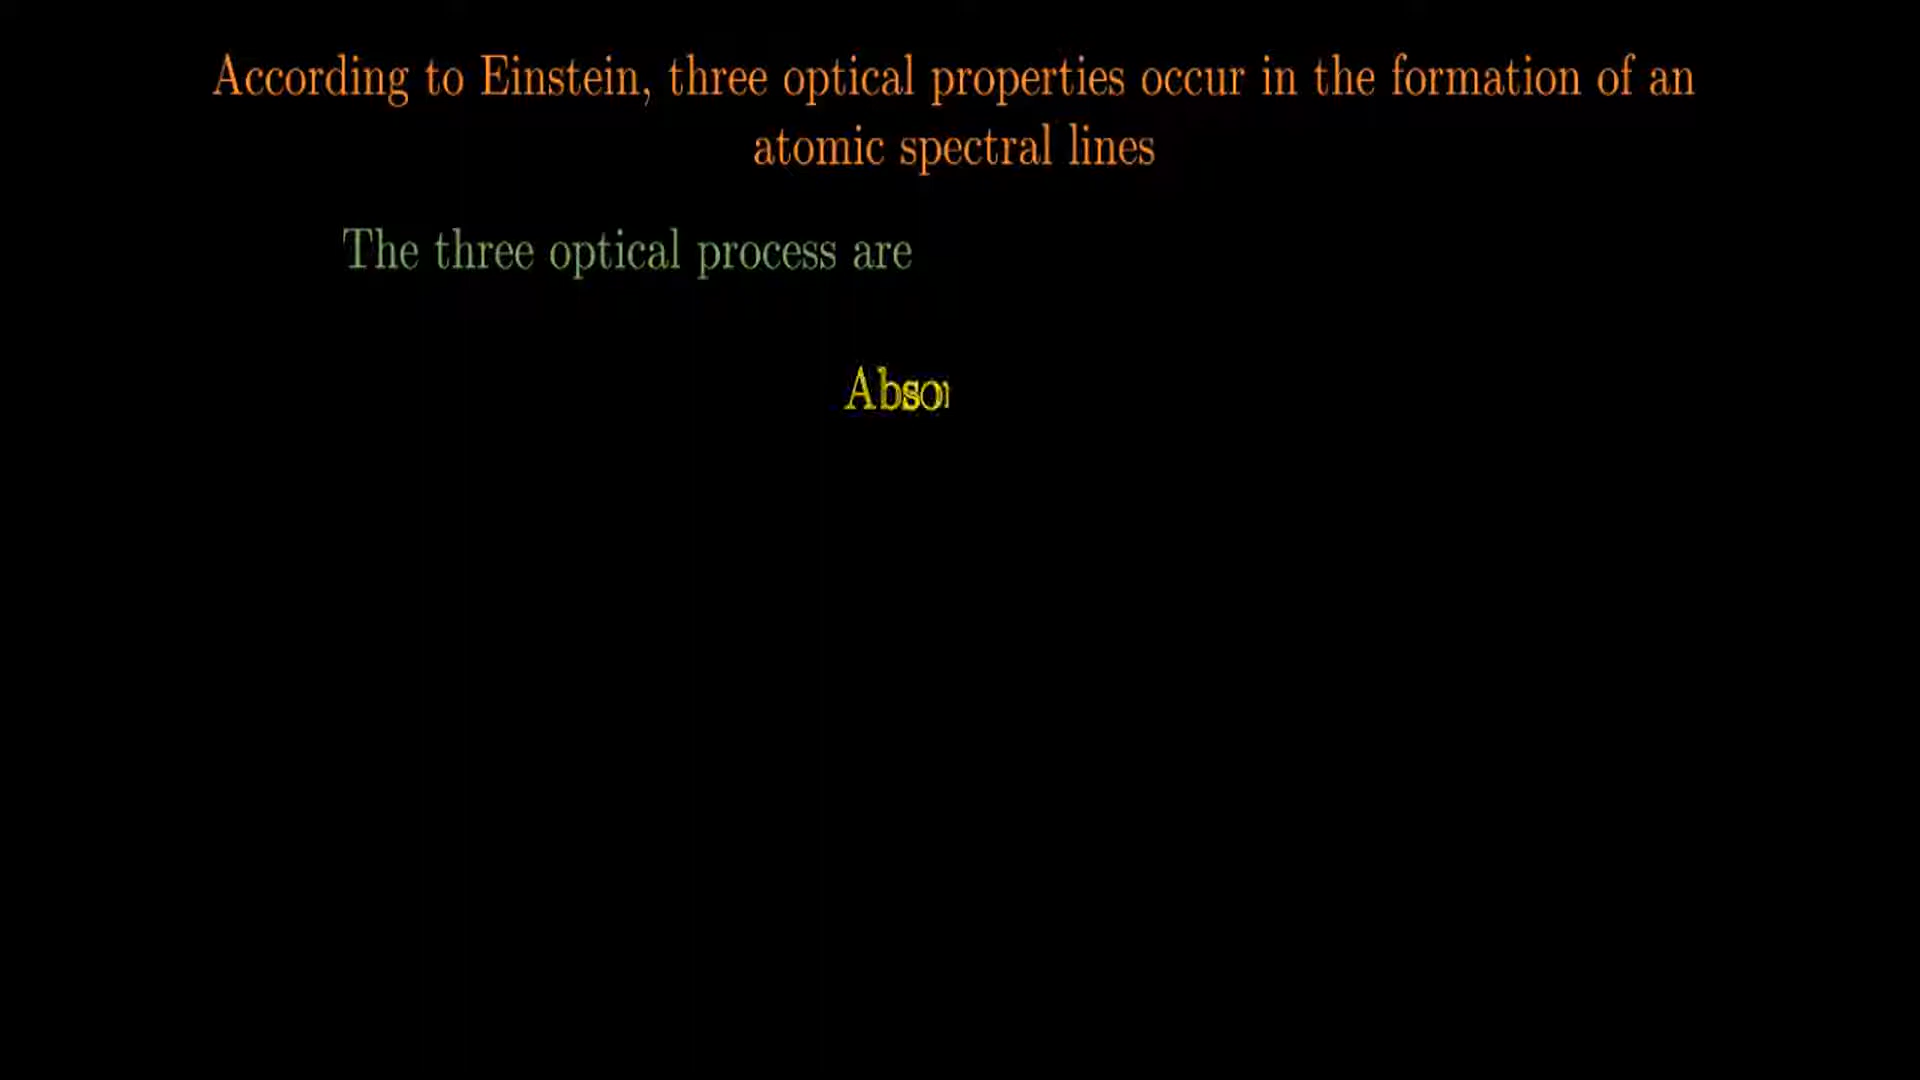 According to Einstein, three optical properties occur in the formation of an
atomic spectral lines
The three optical process are
Abso